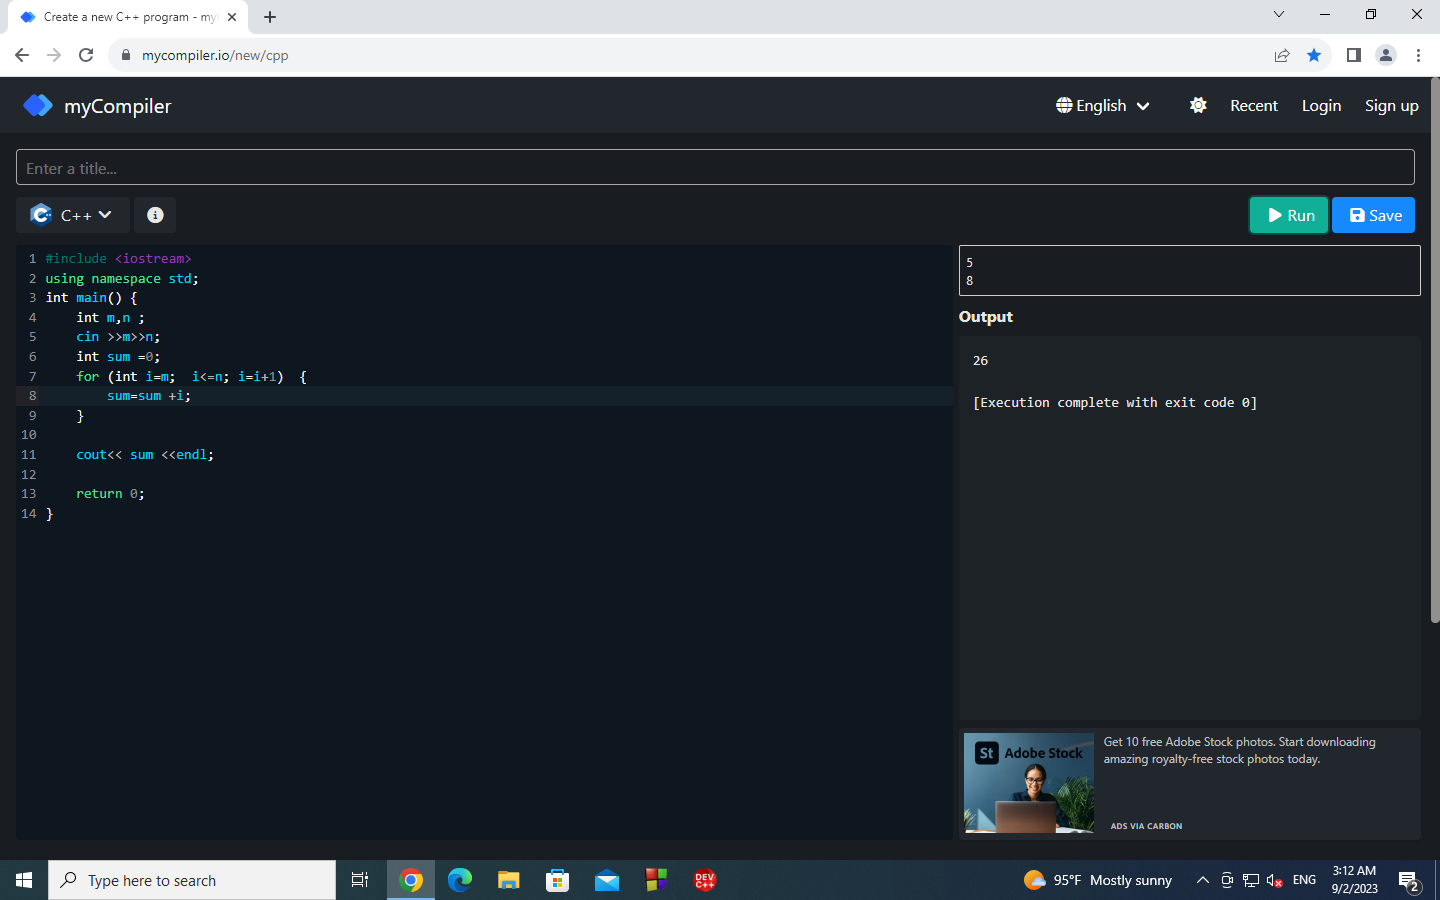 Create a new C++ program - my
mycompiler.io/new/cpp
myCompiler
English
Recent
Login
Sign up
Enter a title...
C++
Run
Save
1 #include <iostream>
2 using namespace std;
3 int main() {
4     int m,n ;
5     cin >>m>>n;
6     int sum =0;
7     for (int i=m;  i<=n; i=i+1)  {
8         sum=sum +i;
9     }
10
11     cout<< sum <<endl;
12
13     return 0;
14 }
5
8
Output
26
[Execution complete with exit code 0]
St Adobe Stock
Get 10 free Adobe Stock photos. Start downloading
amazing royalty-free stock photos today.
ADS VIA CARBON
Type here to search
DEV
C++
95°F Mostly sunny
ENG
3:12 AM
9/2/2023
2